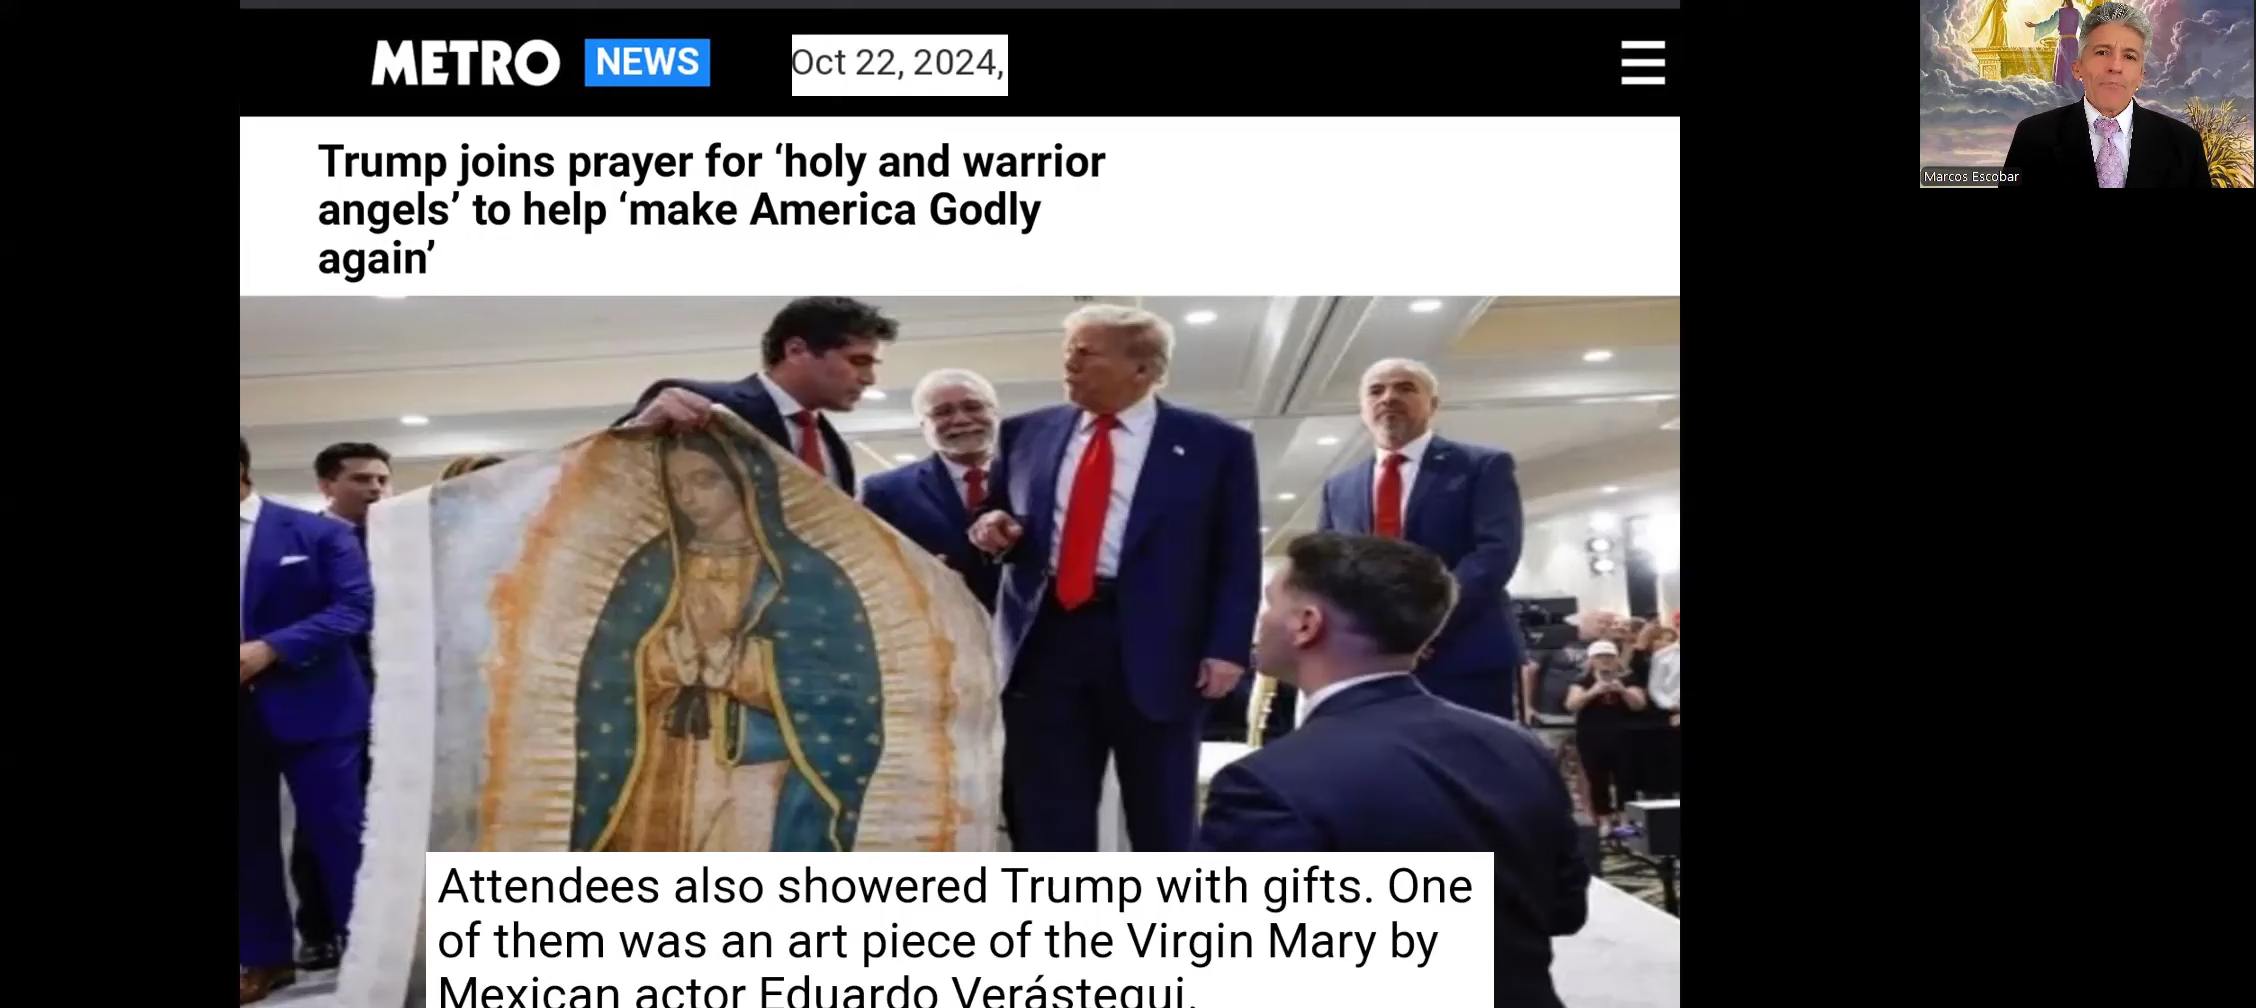 METRO NEWS Oct 22, 2024,
Trump joins prayer for ‘holy and warrior
angels’ to help ‘make America Godly
again’
Marcos Escobar
Attendees also showered Trump with gifts. One
of them was an art piece of the Virgin Mary by
Mexican actor Eduardo Verástegui.